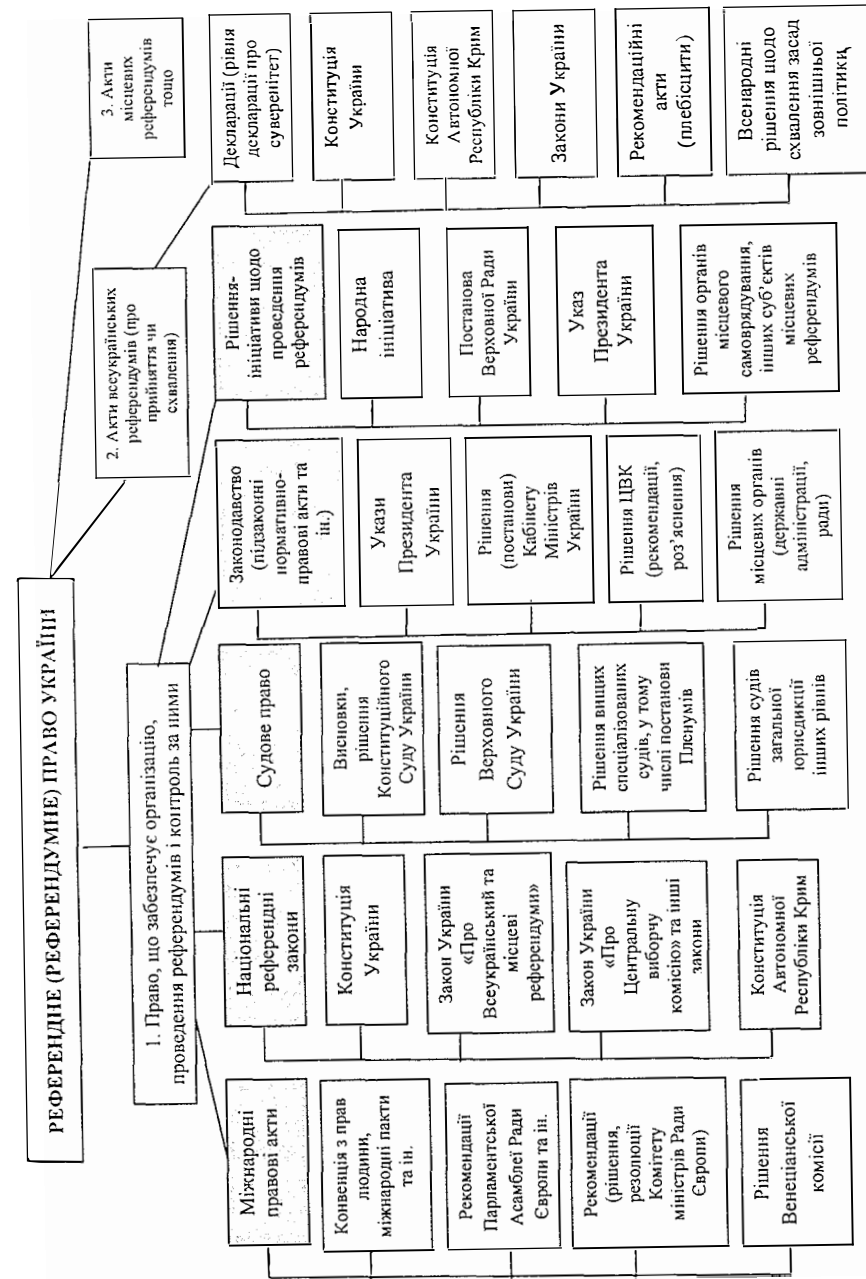 РЕФЕРЕНДНЕ (РЕФЕРЕНДУМНЕ) ПРАВО УКРАЇНИ
1. Право, що забезпечує організацію,
проведення референдумів і контроль за ними
2. Акти всеукраїнських
референдумів (про
прийняття чи
схвалення)
3. Акти
місцевих
референдумів
тощо
Міжнародні
правові акти
Конвенція з прав
людини,
міжнародні пакти
та ін.
Рекомендації
Парламентської
Асамблеї Ради
Європи та ін.
Рекомендації
(рішення,
резолюції
Комітету
міністрів Ради
Європи)
Рішення
Венеціанської
комісії
Національні
референдні
закони
Конституція
України
Закон України
«Про
Всеукраїнський та
місцеві
референдуми»
Закон України
«Про
Центральну
виборчу
комісію» та інші
закони
Конституція
Автономної
Республіки Крим
Судове право
Висновки,
рішення
Конституційного
Суду України
Рішення
Верховного
Суду України
Рішення вищих
спеціалізованих
судів, у тому
числі постанови
Пленумів
Рішення судів
загальної
юрисдикції
інших рівнів
Законодавство
(підзаконні
нормативно-
правові акти та
ін.)
Укази
Президента
України
Рішення
(постанови)
Кабінету
Міністрів
України
Рішення ЦВК
(рекомендації,
роз’яснення)
Рішення
місцевих органів
(державні
адміністрації,
ради)
Рішення-
ініціативи щодо
проведення
референдумів
Народна
ініціатива
Постанова
Верховної Ради
України
Указ
Президента
України
Рішення органів
місцевого
самоврядування,
інших суб’єктів
місцевих
референдумів
Декларації (рівня
декларації про
суверенітет)
Конституція
України
Конституція
Автономної
Республіки Крим
Закони України
Рекомендаційні
акти
(плебісцити)
Всенародні
рішення щодо
схвалення засад
зовнішньої
політики